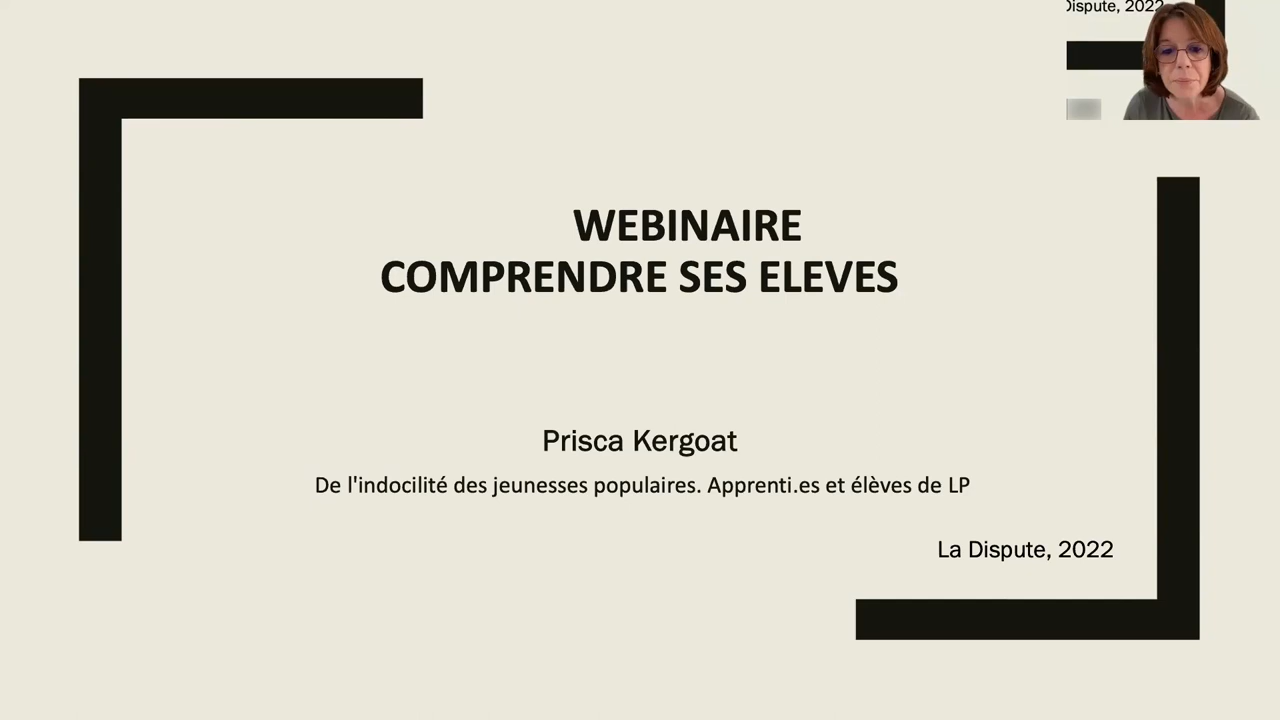 Dispute, 2022
WEBINAIRE
COMPRENDRE SES ELEVES
Prisca Kergoat
De l'indocilité des jeunesses populaires. Apprenti.es et élèves de LP
La Dispute, 2022